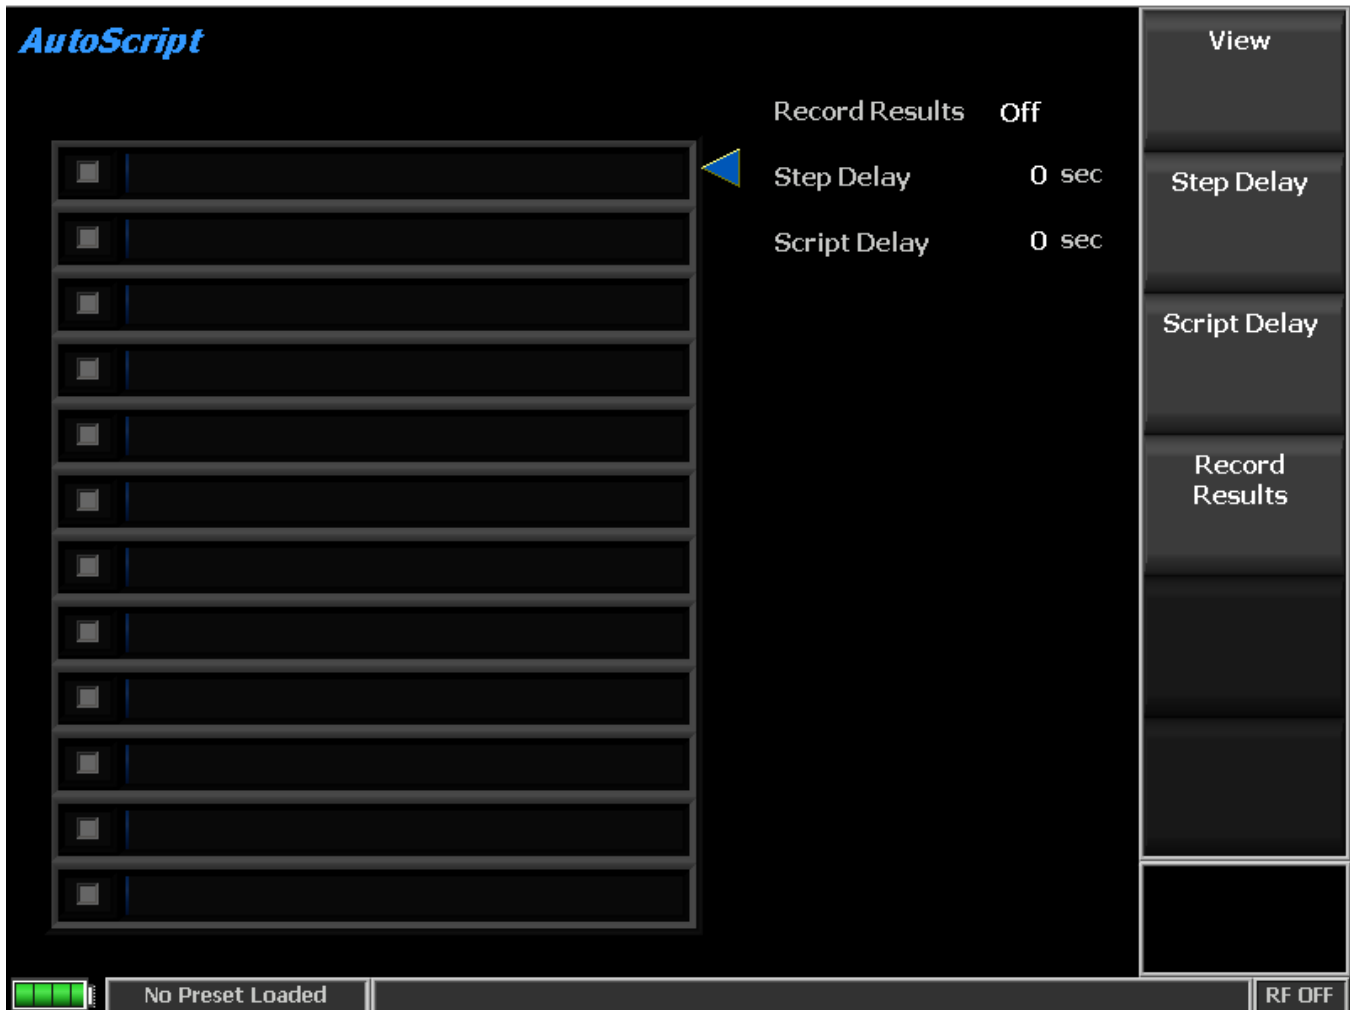 AutoScript
Record Results Off
Step Delay 0 sec
Script Delay 0 sec
View
Step Delay
Script Delay
Record
Results
No Preset Loaded
RF OFF